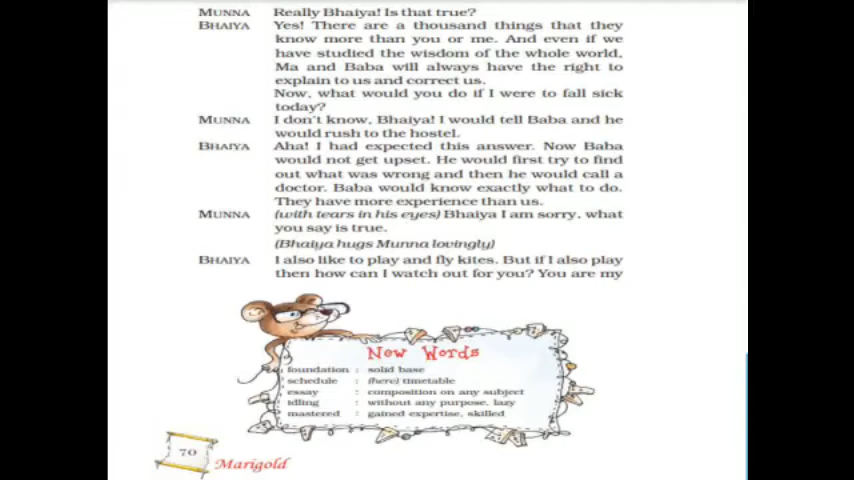 MUNNA Really Bhaiya! Is that true?
BHAIYA Yes! There are a thousand things that they
know more than you or me. And even if we
have studied the wisdom of the whole world,
Ma and Baba will always have the right to
explain to us and correct us.
Now, what would you do if I were to fall sick
today?
MUNNA I don't know, Bhaiya! I would tell Baba and he
would rush to the hostel.
BHAIYA Aha! I had expected this answer. Now Baba
would not get upset. He would first try to find
out what was wrong and then he would call a
doctor. Baba would know exactly what to do.
They have more experience than us.
MUNNA (with tears in his eyes) Bhaiya I am sorry, what
you say is true.
(Bhaiya hugs Munna lovingly)
BHAIYA I also like to play and fly kites. But if I also play
then how can I watch out for you? You are my
New Words
foundation : solid base
schedule : (here) timetable
essay : composition on any subject
idling : without any purpose, lazy
mastered : gained expertise, skilled
70
Marigold